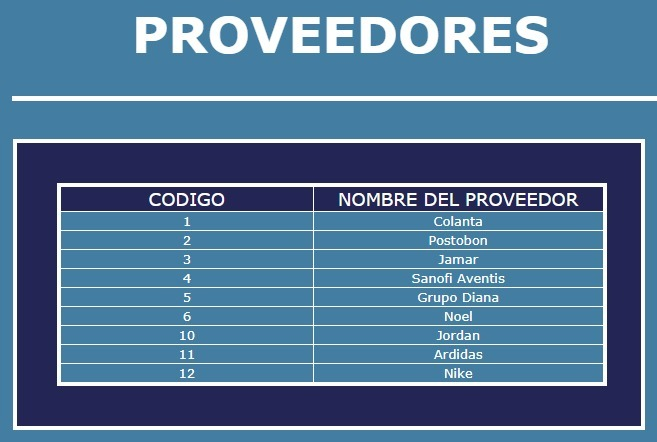 PROVEEDORES
CODIGO NOMBRE DEL PROVEEDOR
1 Colanta
2 Postobon
3 Jamar
4 Sanofi Aventis
5 Grupo Diana
6 Noel
10 Jordan
11 Ardidas
12 Nike